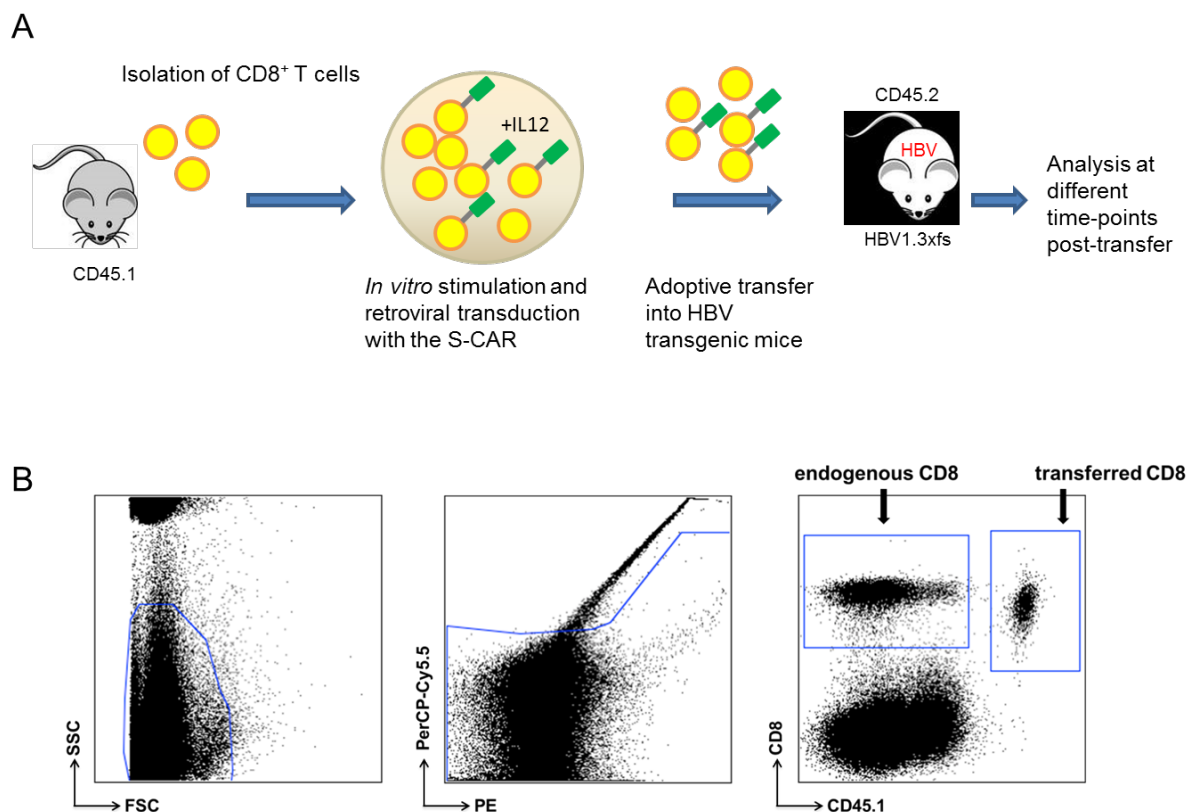 A
Isolation of CD8⁺ T cells
CD45.1
+IL12
In vitro stimulation and
retroviral transduction
with the S-CAR
Adoptive transfer
into HBV
transgenic mice
CD45.2
HBV
HBV1.3xfs
Analysis at
different
time-points
post-transfer
B
SSC
FSC
PerCP-Cy5.5
PE
endogenous CD8
transferred CD8
CD8
CD45.1